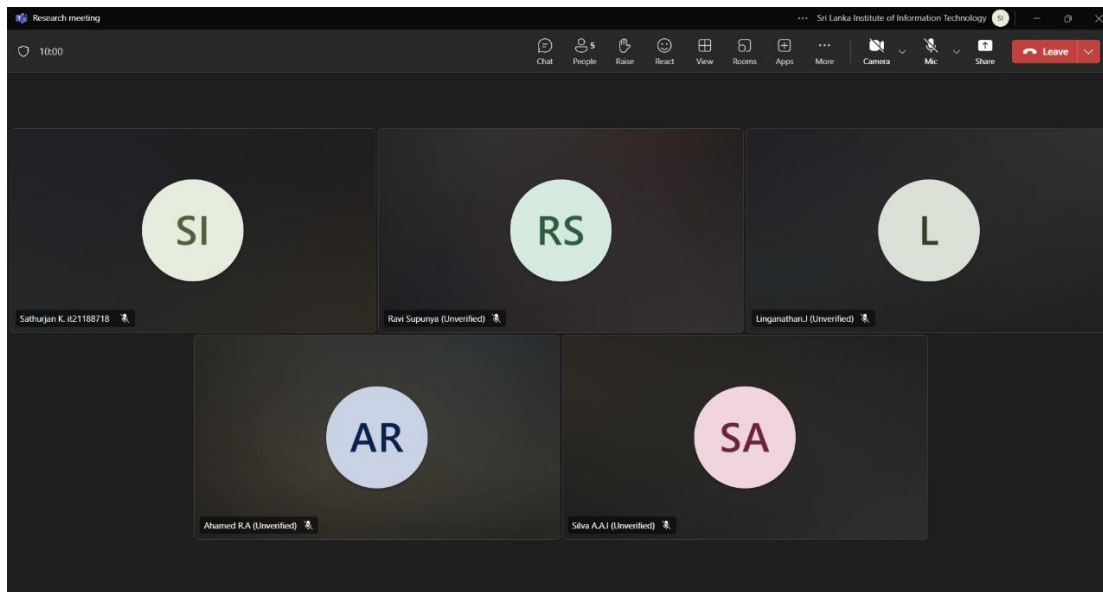 Research meeting
··· Sri Lanka Institute of Information Technology SI
10:00
5
Chat People Raise React View Rooms Apps More Camera Mic Share Leave
SI RS L
Sathurjan K. it21188718 Ravi Supunya (Unverified) Linganathan.J (Unverified)
AR SA
Ahamed R.A (Unverified) Silva A.A.I (Unverified)